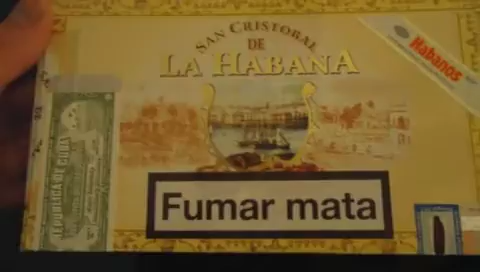 SAN CRISTOBAL
DE
LA HABANA
Habanos
REPUBLICA DE CUBA
Fumar mata